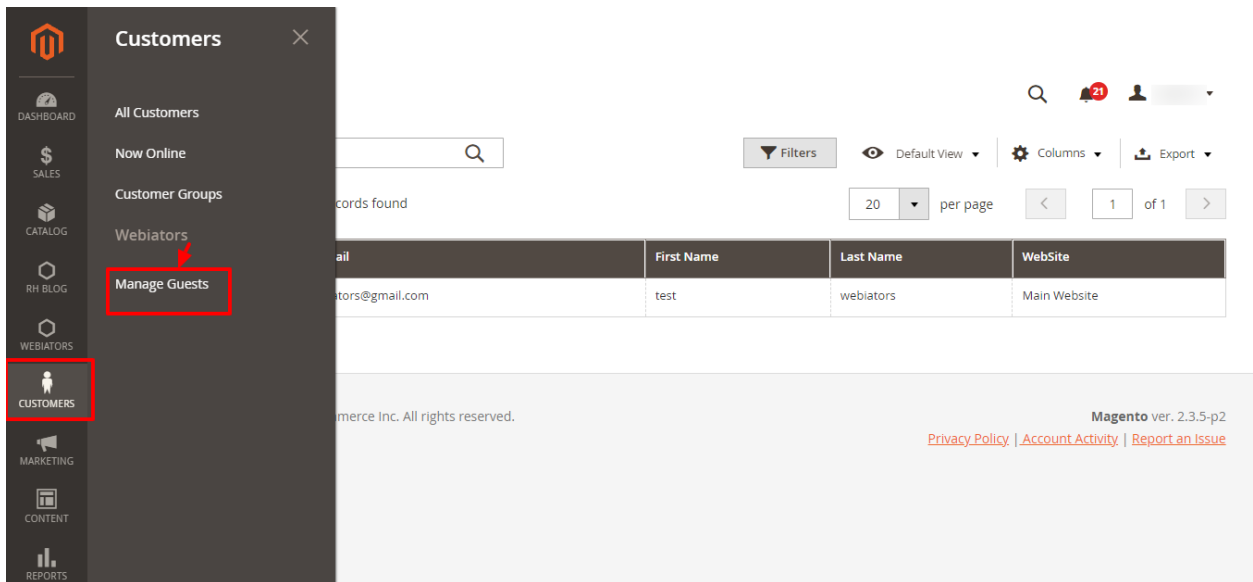 Customers
DASHBOARD
SALES
CATALOG
RH BLOG
WEBIATORS
CUSTOMERS
MARKETING
CONTENT
REPORTS
All Customers
Now Online
Customer Groups
Webiators
Manage Guests
21
Filters
Default View
Columns
Export
cords found
20
per page
1
of 1
ail
First Name
Last Name
WebSite
tors@gmail.com
test
webiators
Main Website
merce Inc. All rights reserved.
Magento ver. 2.3.5-p2
Privacy Policy | Account Activity | Report an Issue